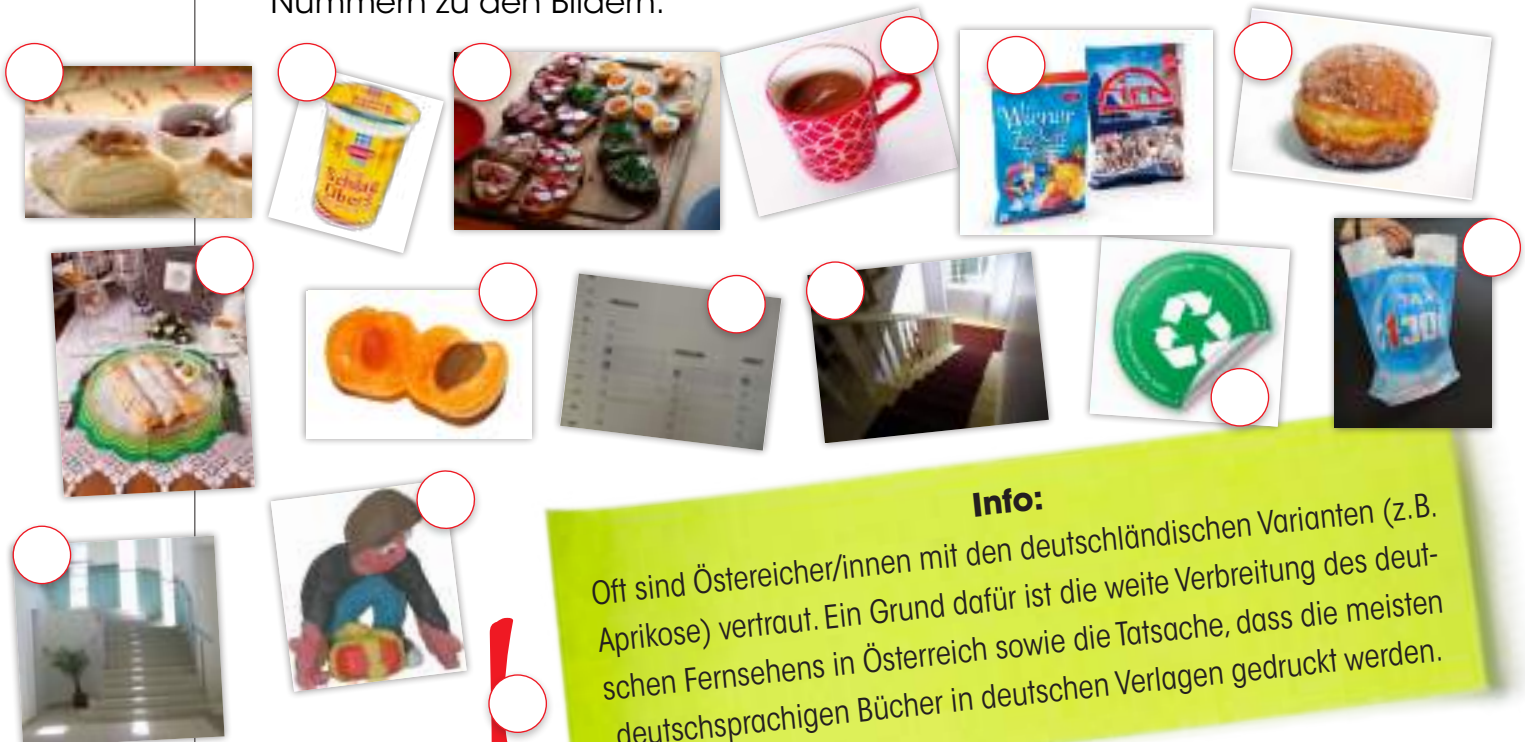 Nummern zu den Bildern.
Schlag
Obers
Wiener
Info:
Oft sind Östereicher/innen mit den deutschländischen Varianten (z.B.
Aprikose) vertraut. Ein Grund dafür ist die weite Verbreitung des deut-
schen Fernsehens in Österreich sowie die Tatsache, dass die meisten
deutschsprachigen Bücher in deutschen Verlagen gedruckt werden.
!